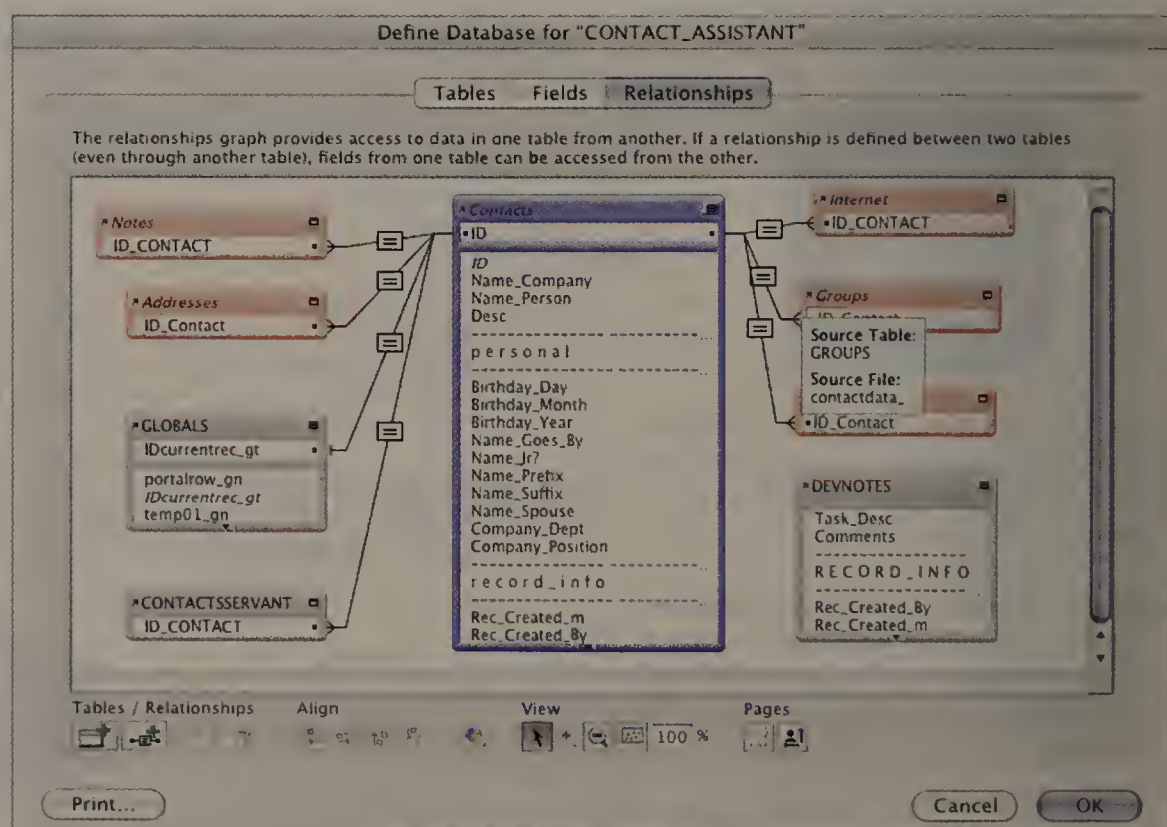 Define Database for "CONTACT_ASSISTANT"
Tables Fields Relationships
The relationships graph provides access to data in one table from another. If a relationship is defined between two tables
(even through another table), fields from one table can be accessed from the other.
Notes
ID_CONTACT
Addresses
ID_Contact
GLOBALS
IDcurrentrec_gt
portalrow_gn
IDcurrentrec_gt
temp01_gn
CONTACTSSERVANT
ID_CONTACT
Contacts
ID
ID
Name_Company
Name_Person
Desc
personal
Birthday_Day
Birthday_Month
Birthday_Year
Name_Goes_By
Name_Jr?
Name_Prefix
Name_Suffix
Name_Spouse
Company_Dept
Company_Position
record_info
Rec_Created_m
Rec_Created_By
Internet
ID_CONTACT
Groups
ID_Contact
Source Table:
GROUPS
Source File:
contactdata_
ID_Contact
DEVNOTES
Task_Desc
Comments
RECORD_INFO
Rec_Created_By
Rec_Created_m
Tables / Relationships Align View Pages
100 %
Print... Cancel OK